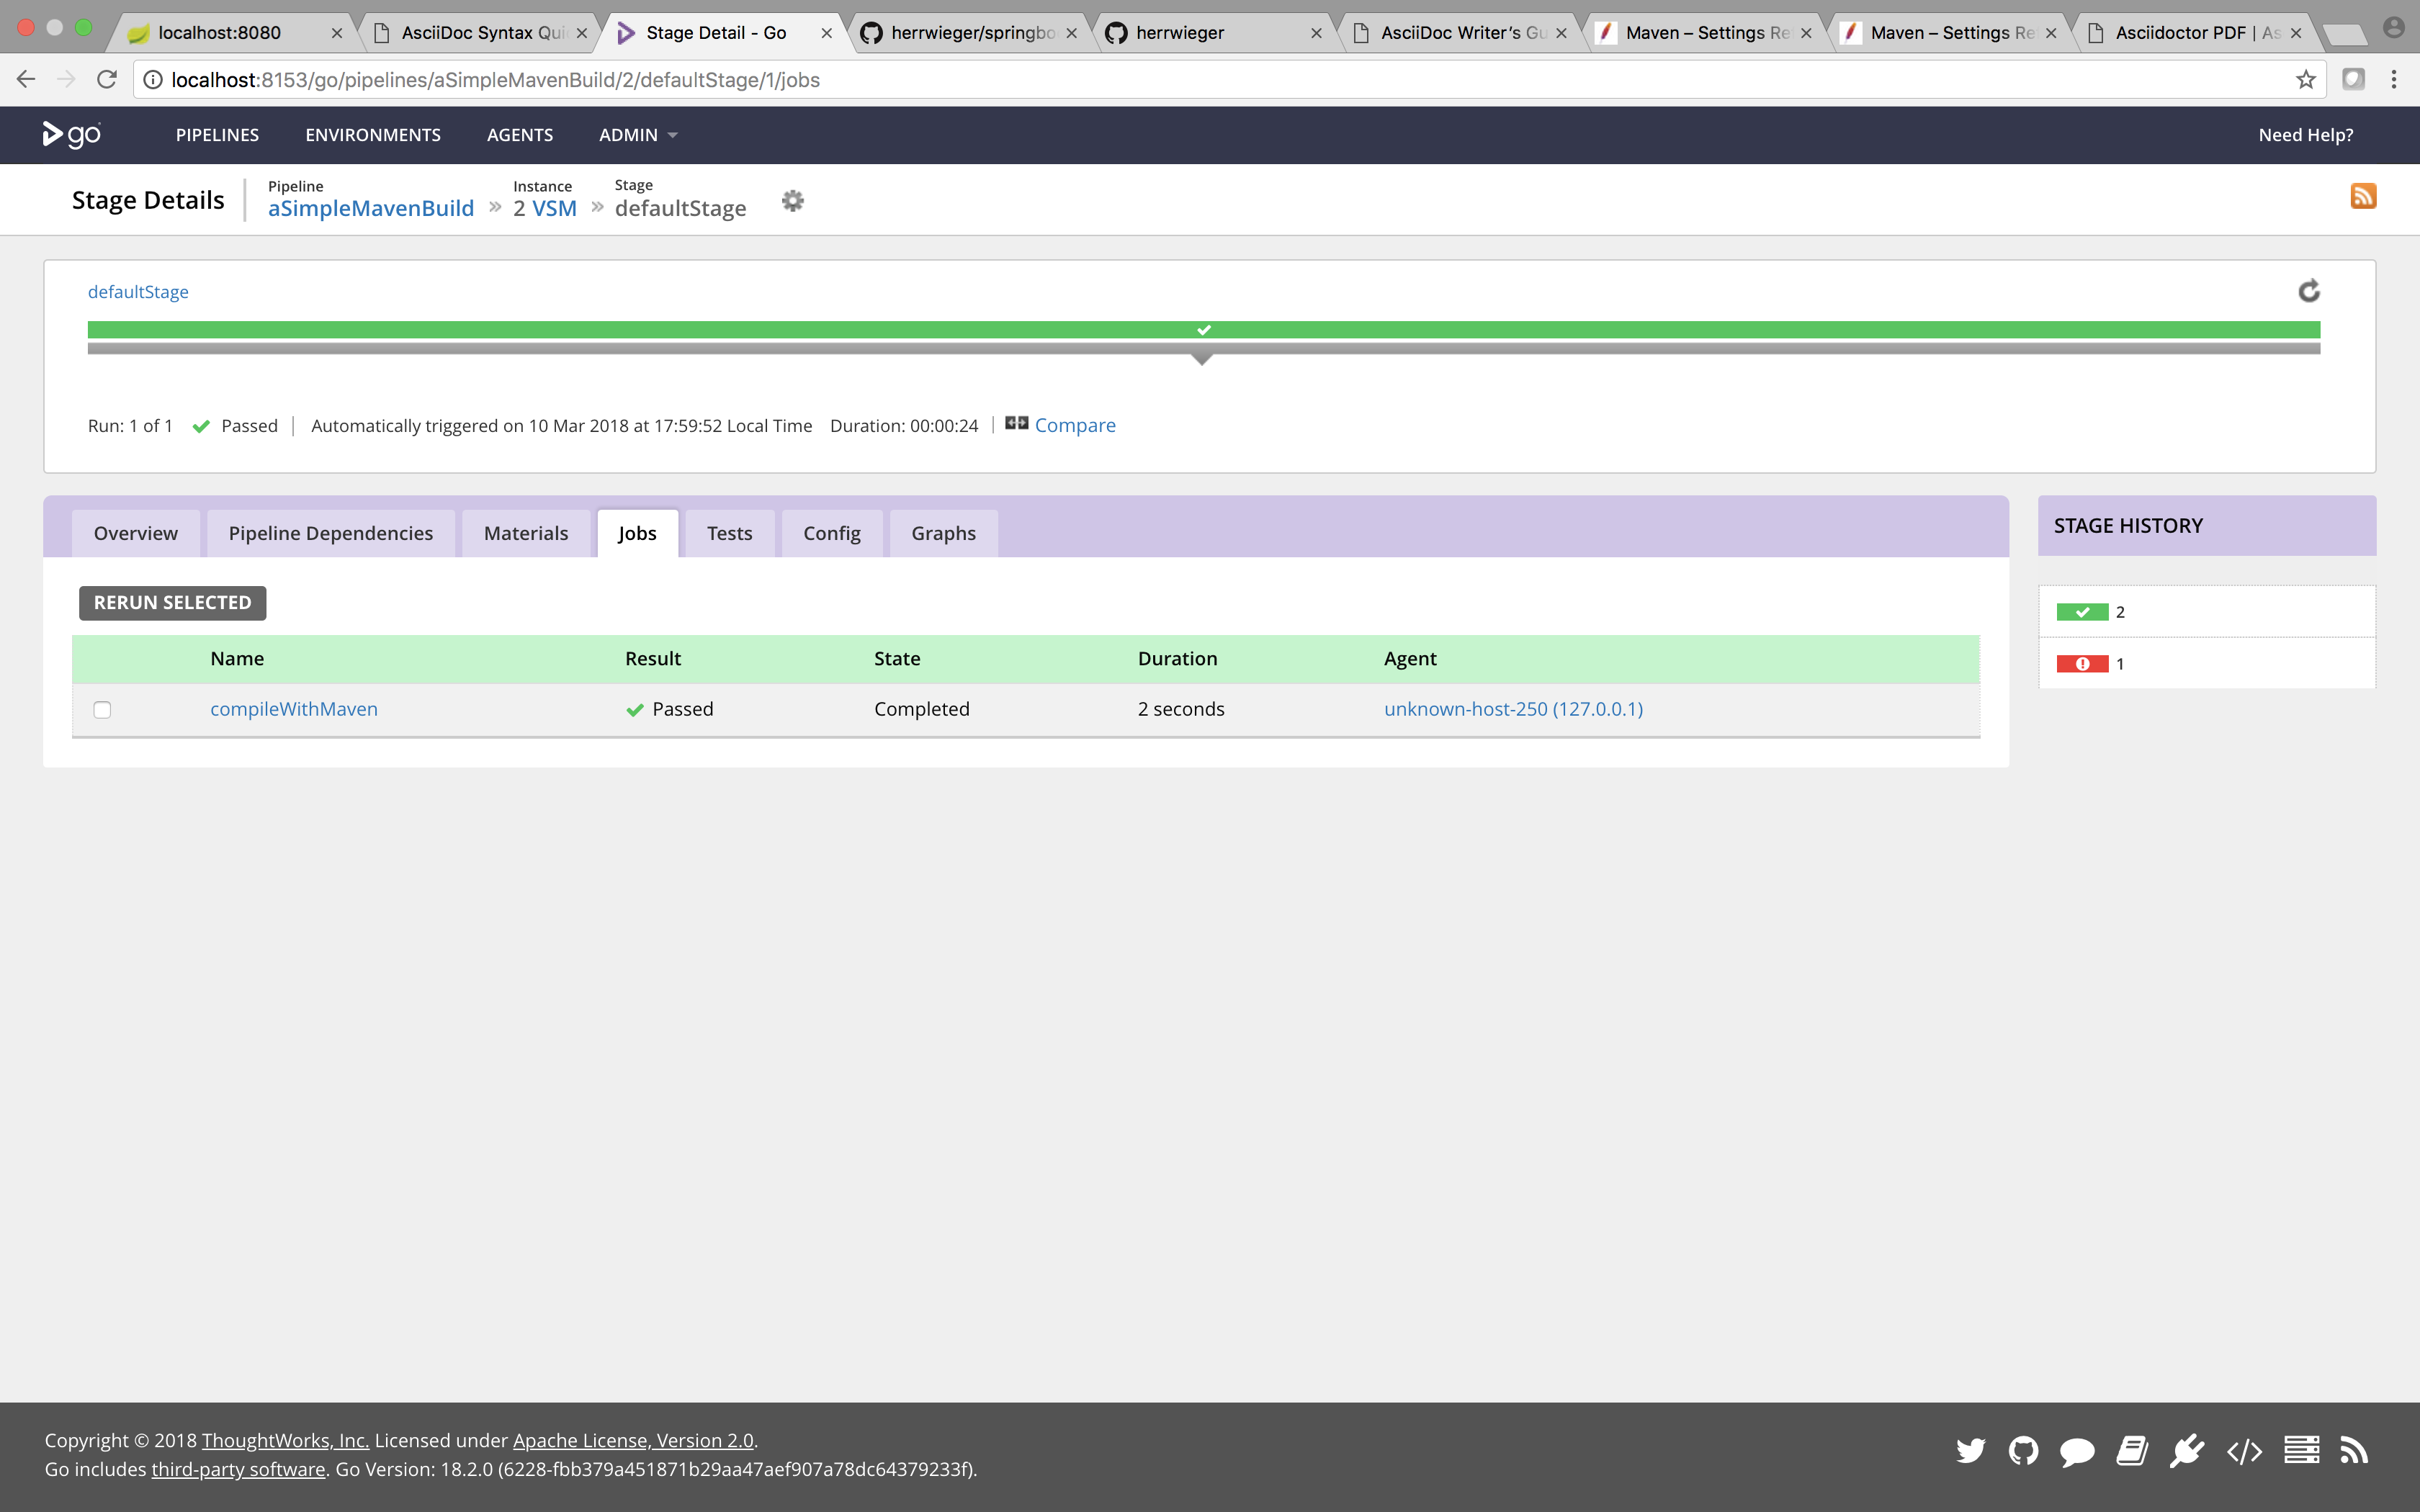 localhost:8080
AsciiDoc Syntax Qui
Stage Detail - Go
herrwieger/springbo
herrwieger
AsciiDoc Writer's Gu
Maven – Settings Re
Maven – Settings Re
Asciidoctor PDF | As
localhost:8153/go/pipelines/aSimpleMavenBuild/2/defaultStage/1/jobs
go PIPELINES ENVIRONMENTS AGENTS ADMIN Need Help?
Stage Details
Pipeline Instance Stage
aSimpleMavenBuild » 2 VSM » defaultStage
defaultStage
Run: 1 of 1 Passed | Automatically triggered on 10 Mar 2018 at 17:59:52 Local Time Duration: 00:00:24 | Compare
Overview Pipeline Dependencies Materials Jobs Tests Config Graphs
STAGE HISTORY
RERUN SELECTED
2
1
Name Result State Duration Agent
compileWithMaven Passed Completed 2 seconds unknown-host-250 (127.0.0.1)
Copyright © 2018 ThoughtWorks, Inc. Licensed under Apache License, Version 2.0.
Go includes third-party software. Go Version: 18.2.0 (6228-fbb379a451871b29aa47aef907a78dc64379233f).